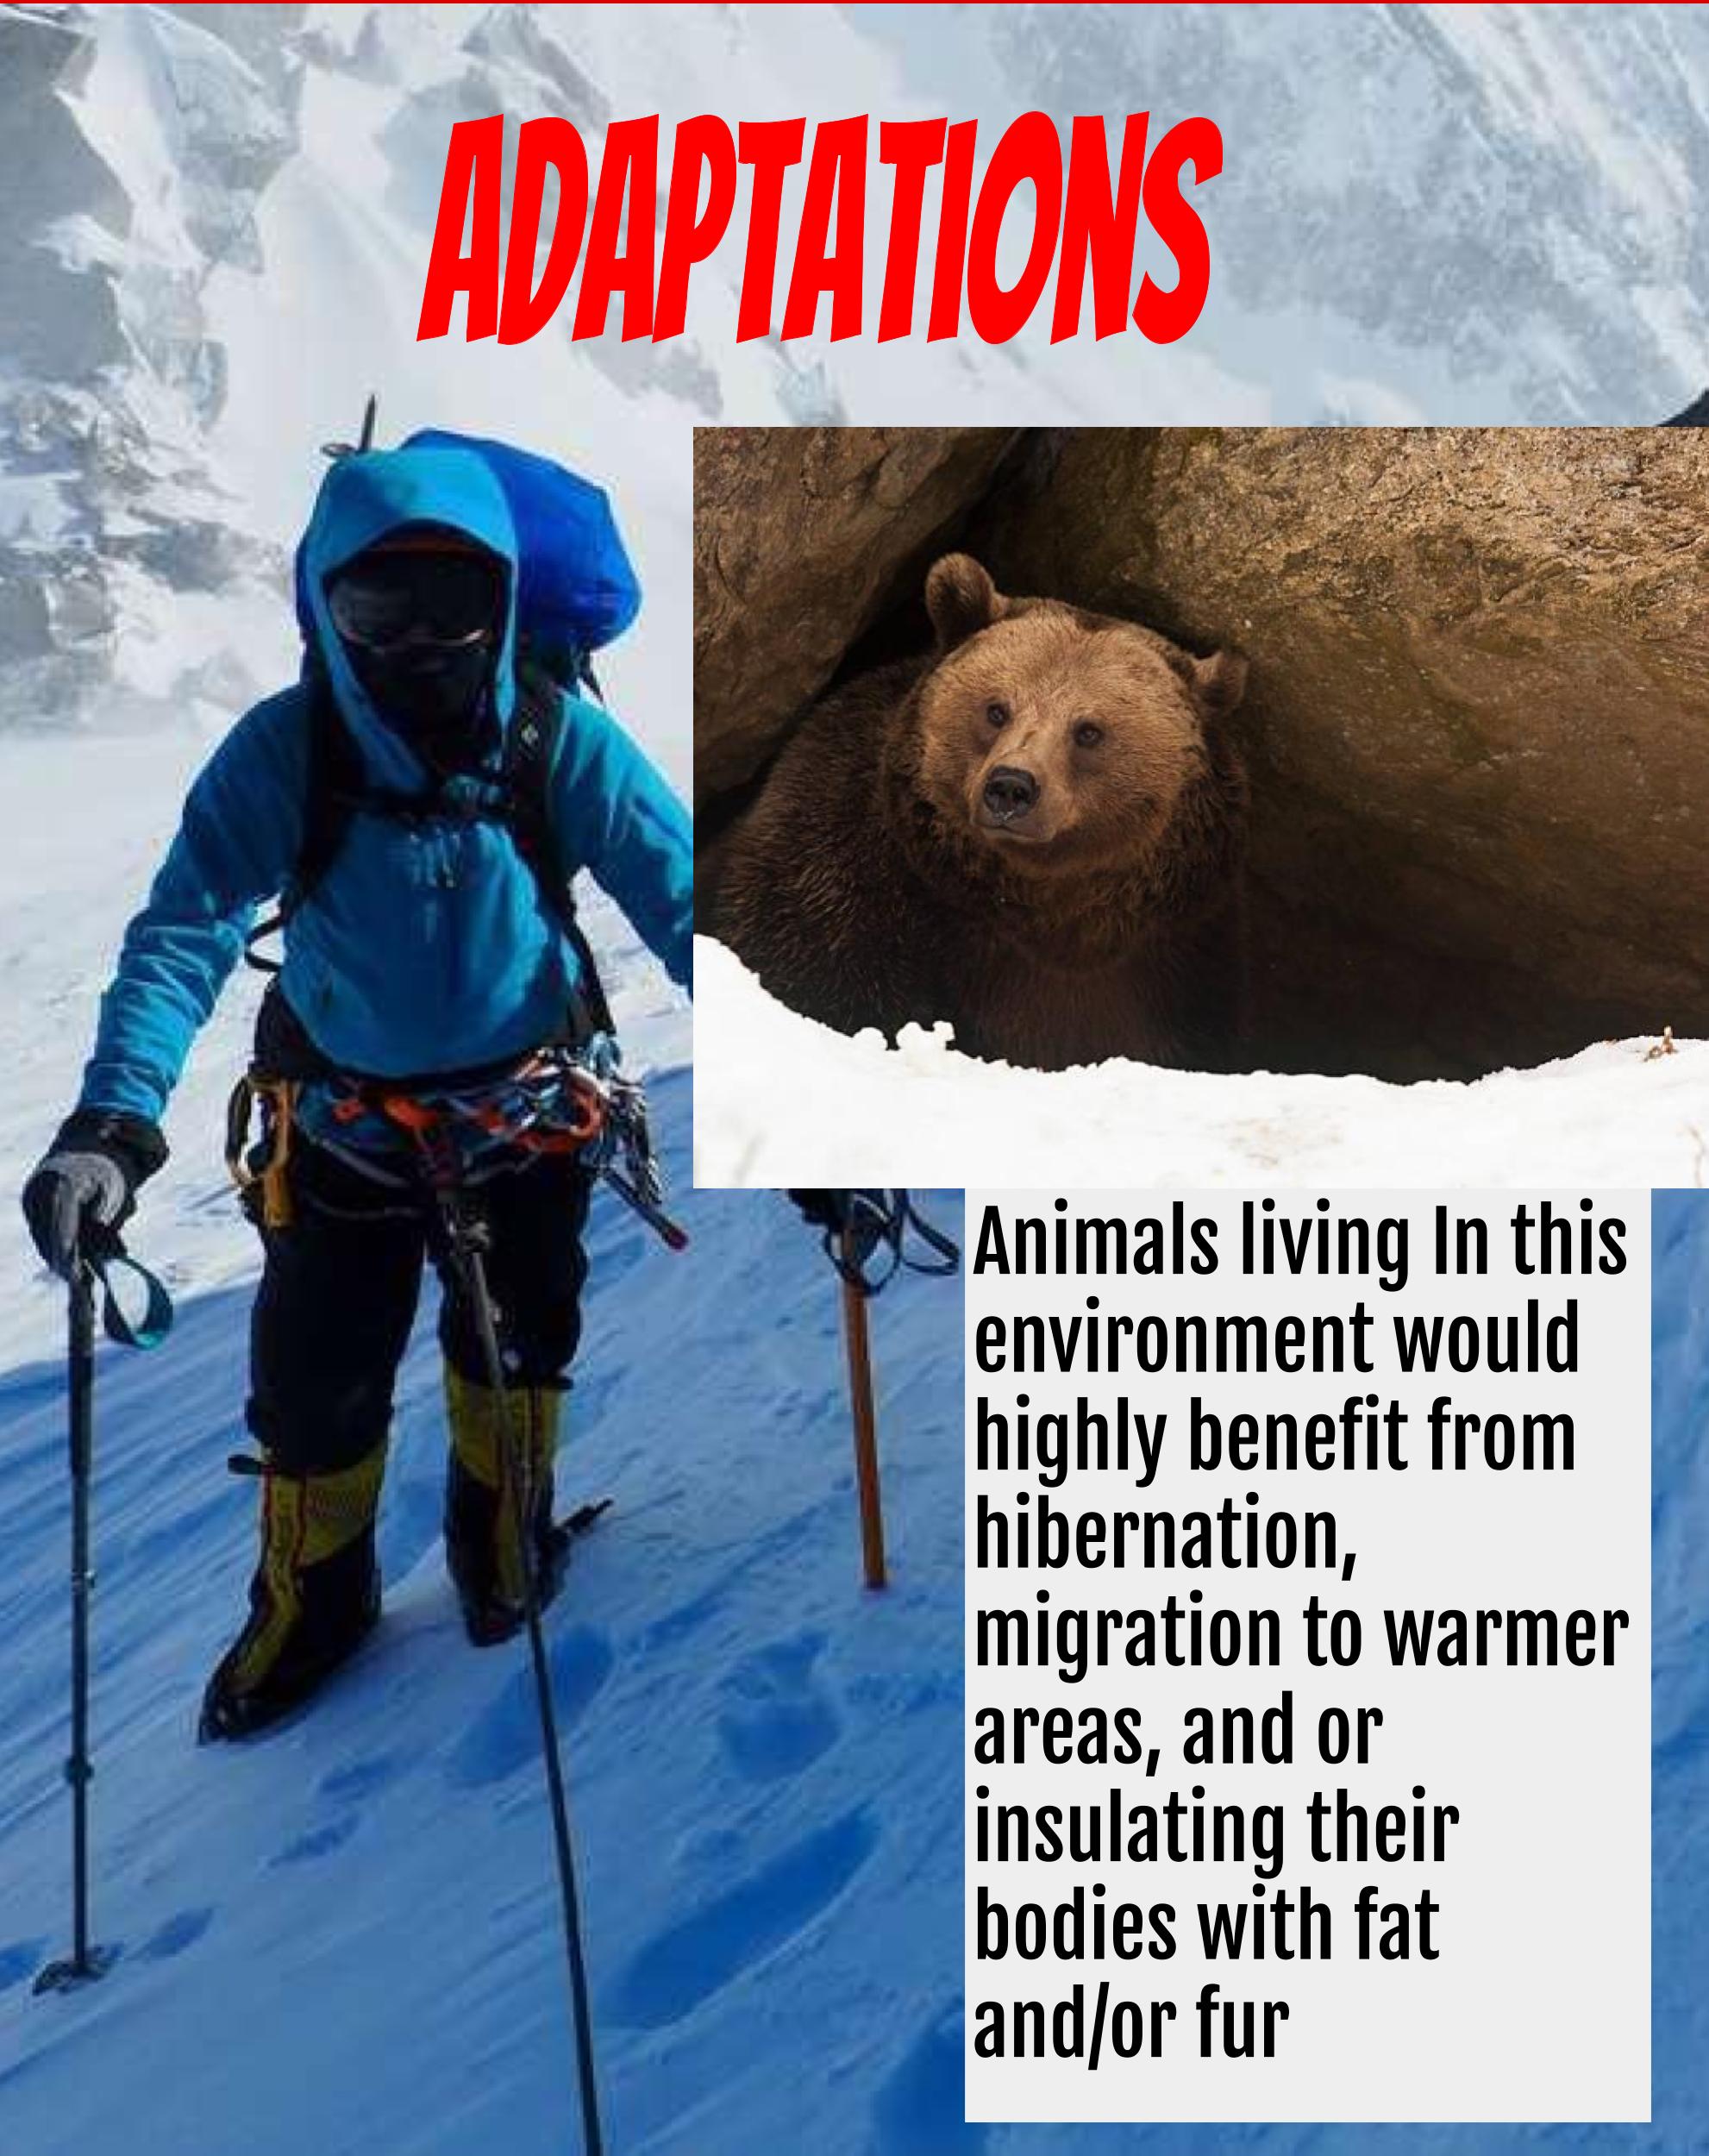 ADAPTATIONS
Animals living In this
environment would
highly benefit from
hibernation,
migration to warmer
areas, and or
insulating their
bodies with fat
and/or fur